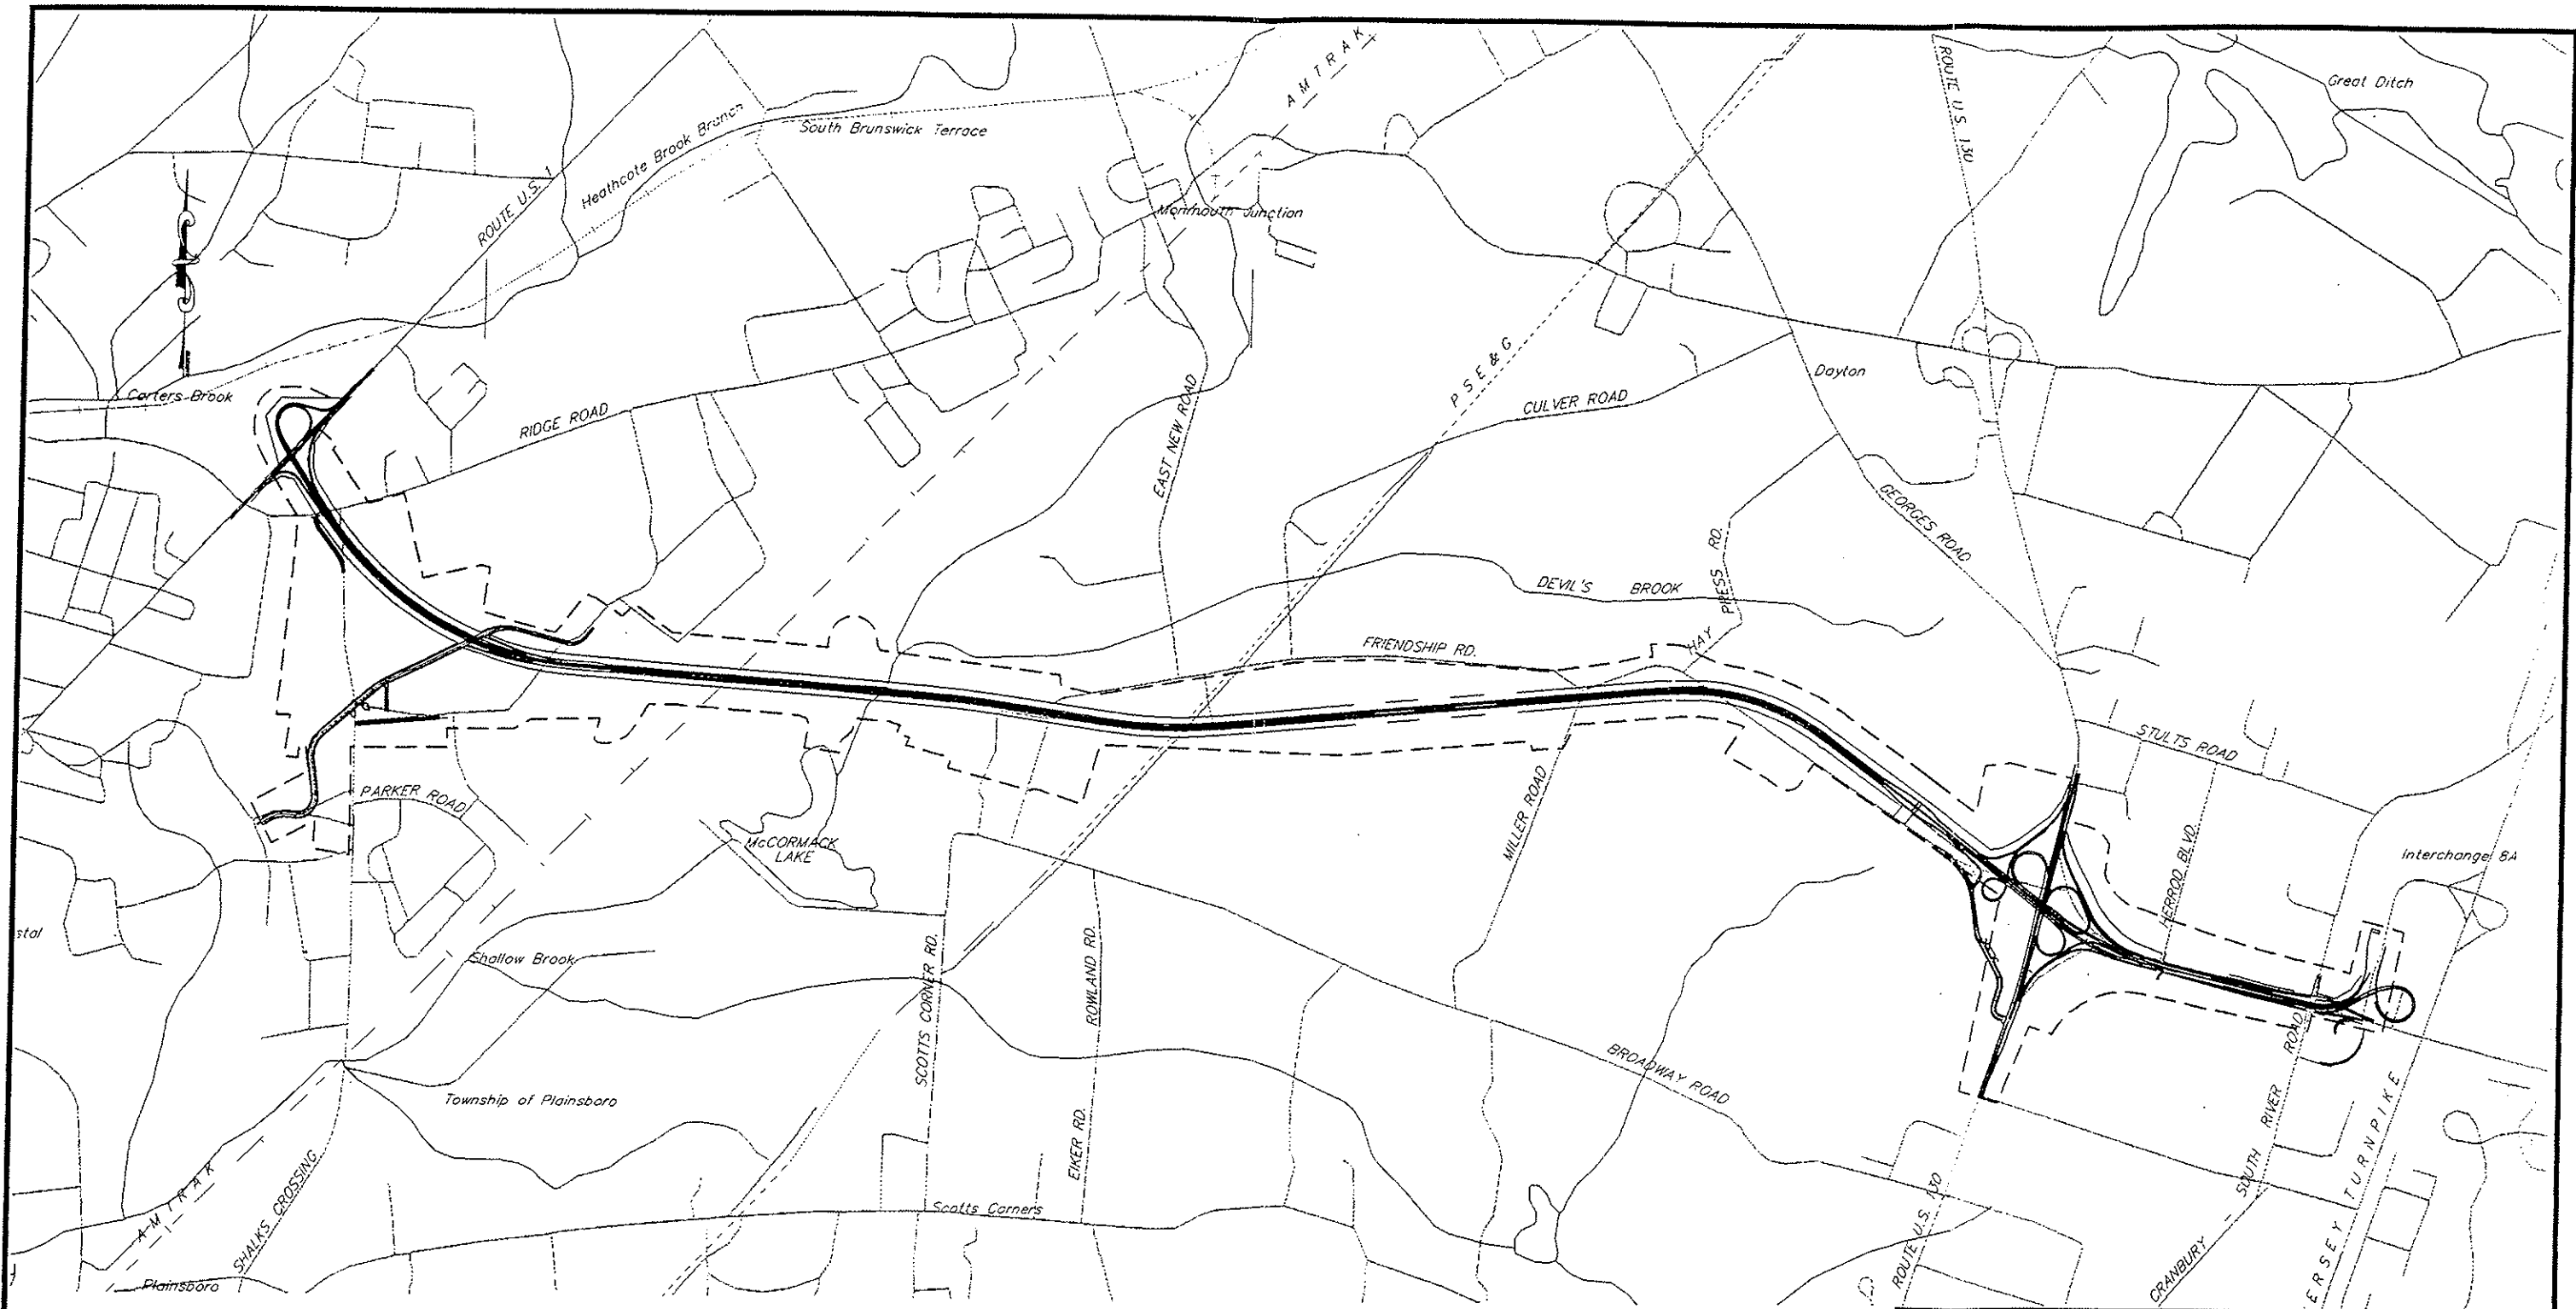 AMTRAK
ROUTE U.S. 130
Great Ditch
Heathcote Brook Branch
South Brunswick Terrace
ROUTE U.S. 1
Monmouth Junction
Carters Brook
RIDGE ROAD
EAST NEW ROAD
P S E & G
CULVER ROAD
Dayton
GEORGES ROAD
HAY PRESS RD.
DEVIL'S BROOK
FRIENDSHIP RD.
STULTS ROAD
PARKER ROAD
McCORMACK
LAKE
MILLER ROAD
HERROD BLVD.
Interchange 8A
stal
Shallow Brook
SCOTTS CORNER RD.
ROWLAND RD.
BROADWAY ROAD
Township of Plainsboro
EIKER RD.
SOUTH RIVER ROAD
ERSEY TURNPIKE
AMTRAK
SHALKS CROSSING
Scotts Corners
ROUTE U.S. 130
CRANBURY
Plainsboro